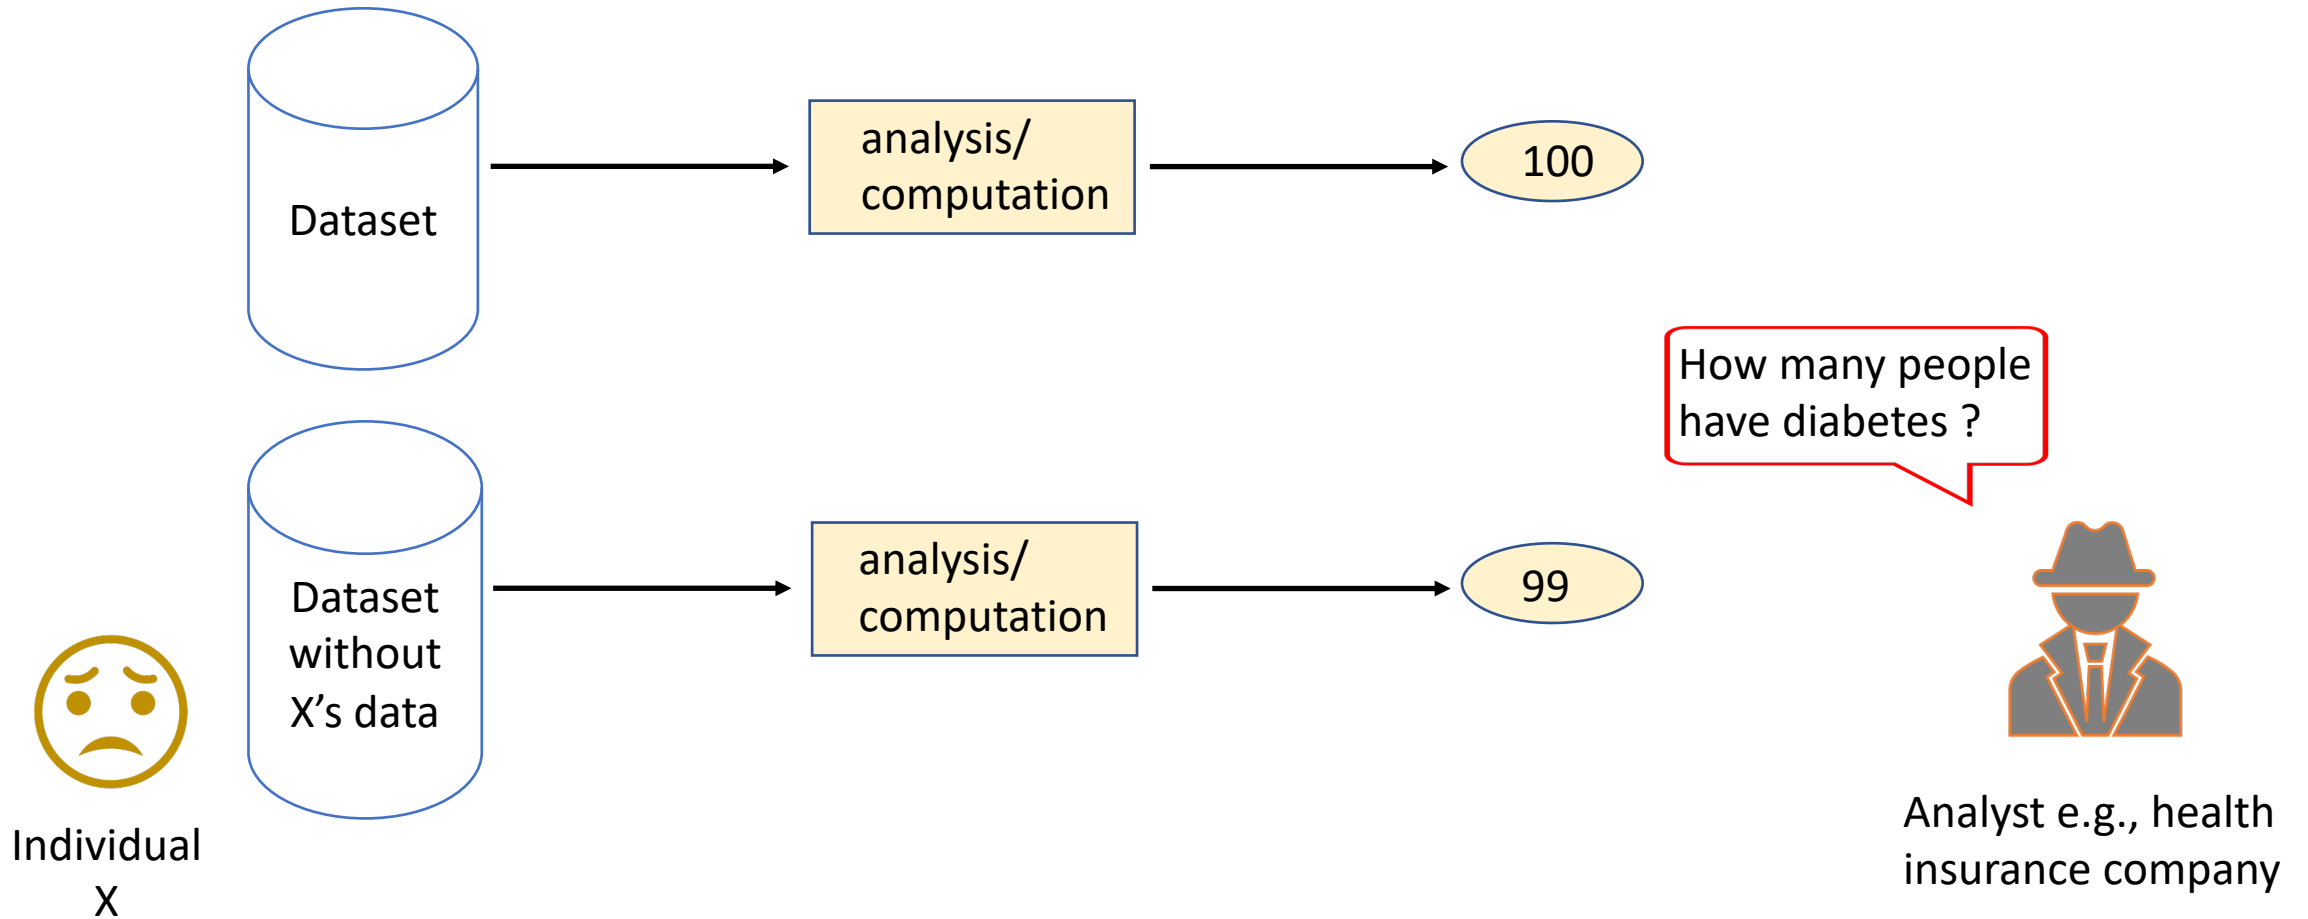 Dataset
analysis/
computation
100
How many people
have diabetes ?
Dataset
without
X’s data
analysis/
computation
99
Individual
X
Analyst e.g., health
insurance company